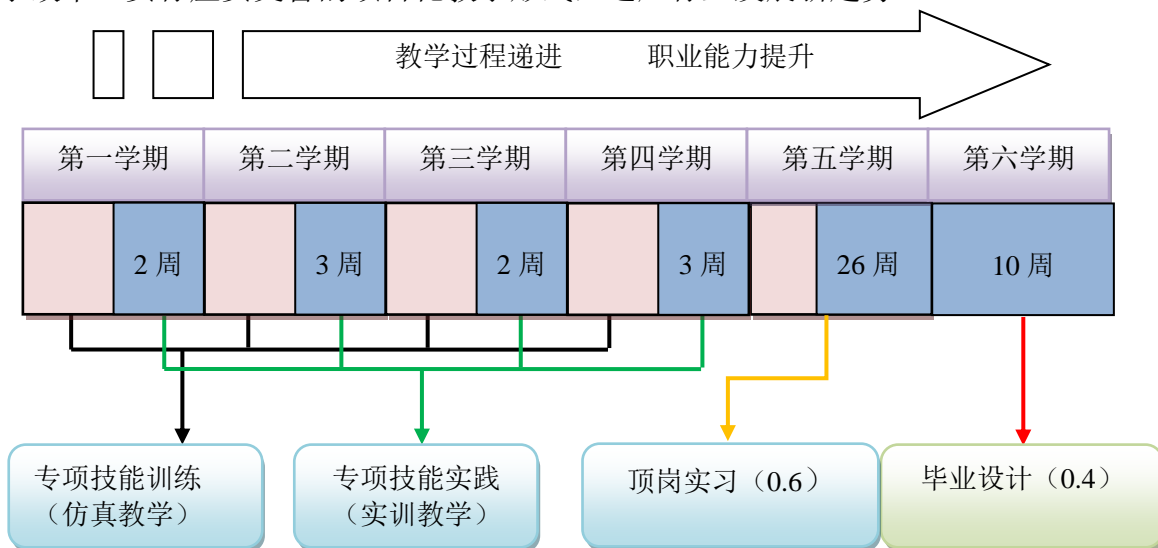 教学过程递进 职业能力提升
第一学期 第二学期 第三学期 第四学期 第五学期 第六学期
2 周 3 周 2 周 3 周 26 周 10 周
专项技能训练
（仿真教学）
专项技能实践
（实训教学）
顶岗实习（0.6）
毕业设计（0.4）